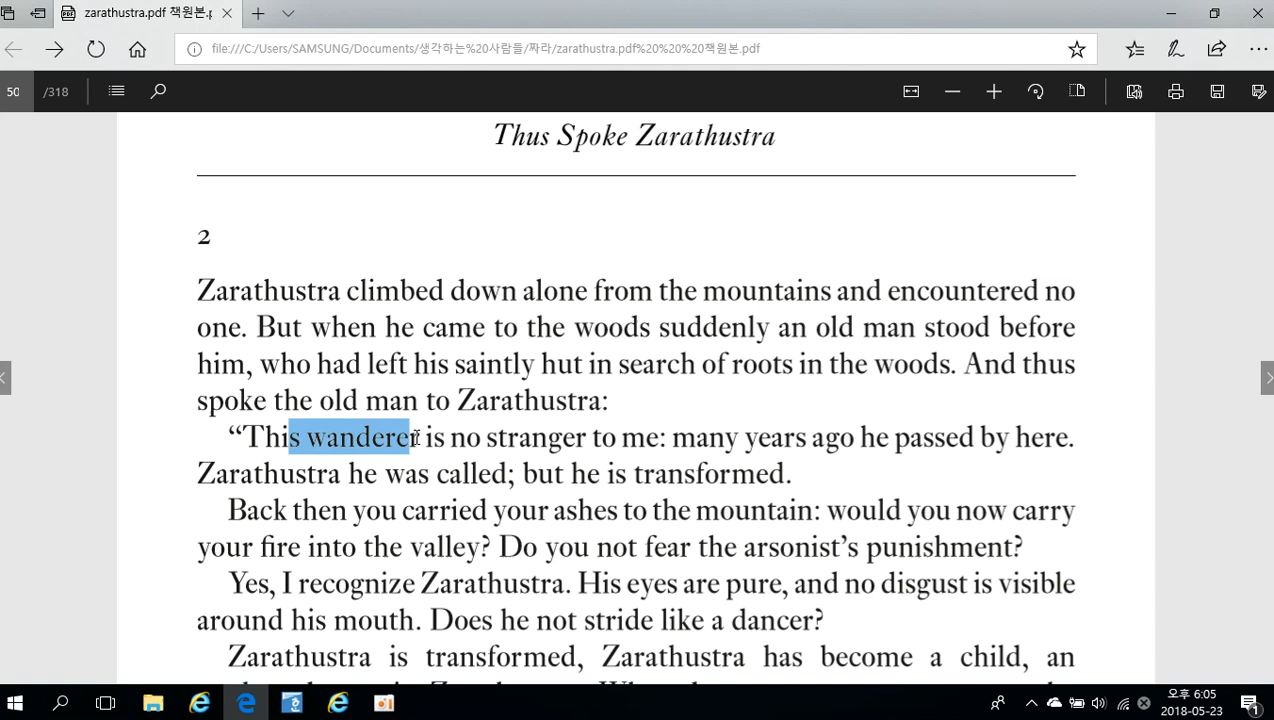 zarathustra.pdf 책원본.p
file:///C:/Users/SAMSUNG/Documents/생각하는%20사람들/짜라/zarathustra.pdf%20%20%20책원본.pdf
50 /318
Thus Spoke Zarathustra
2
Zarathustra climbed down alone from the mountains and encountered no
one. But when he came to the woods suddenly an old man stood before
him, who had left his saintly hut in search of roots in the woods. And thus
spoke the old man to Zarathustra:
“This wanderer is no stranger to me: many years ago he passed by here.
Zarathustra he was called; but he is transformed.
Back then you carried your ashes to the mountain: would you now carry
your fire into the valley? Do you not fear the arsonist’s punishment?
Yes, I recognize Zarathustra. His eyes are pure, and no disgust is visible
around his mouth. Does he not stride like a dancer?
Zarathustra is transformed, Zarathustra has become a child, an
오후 6:05
2018-05-23
1